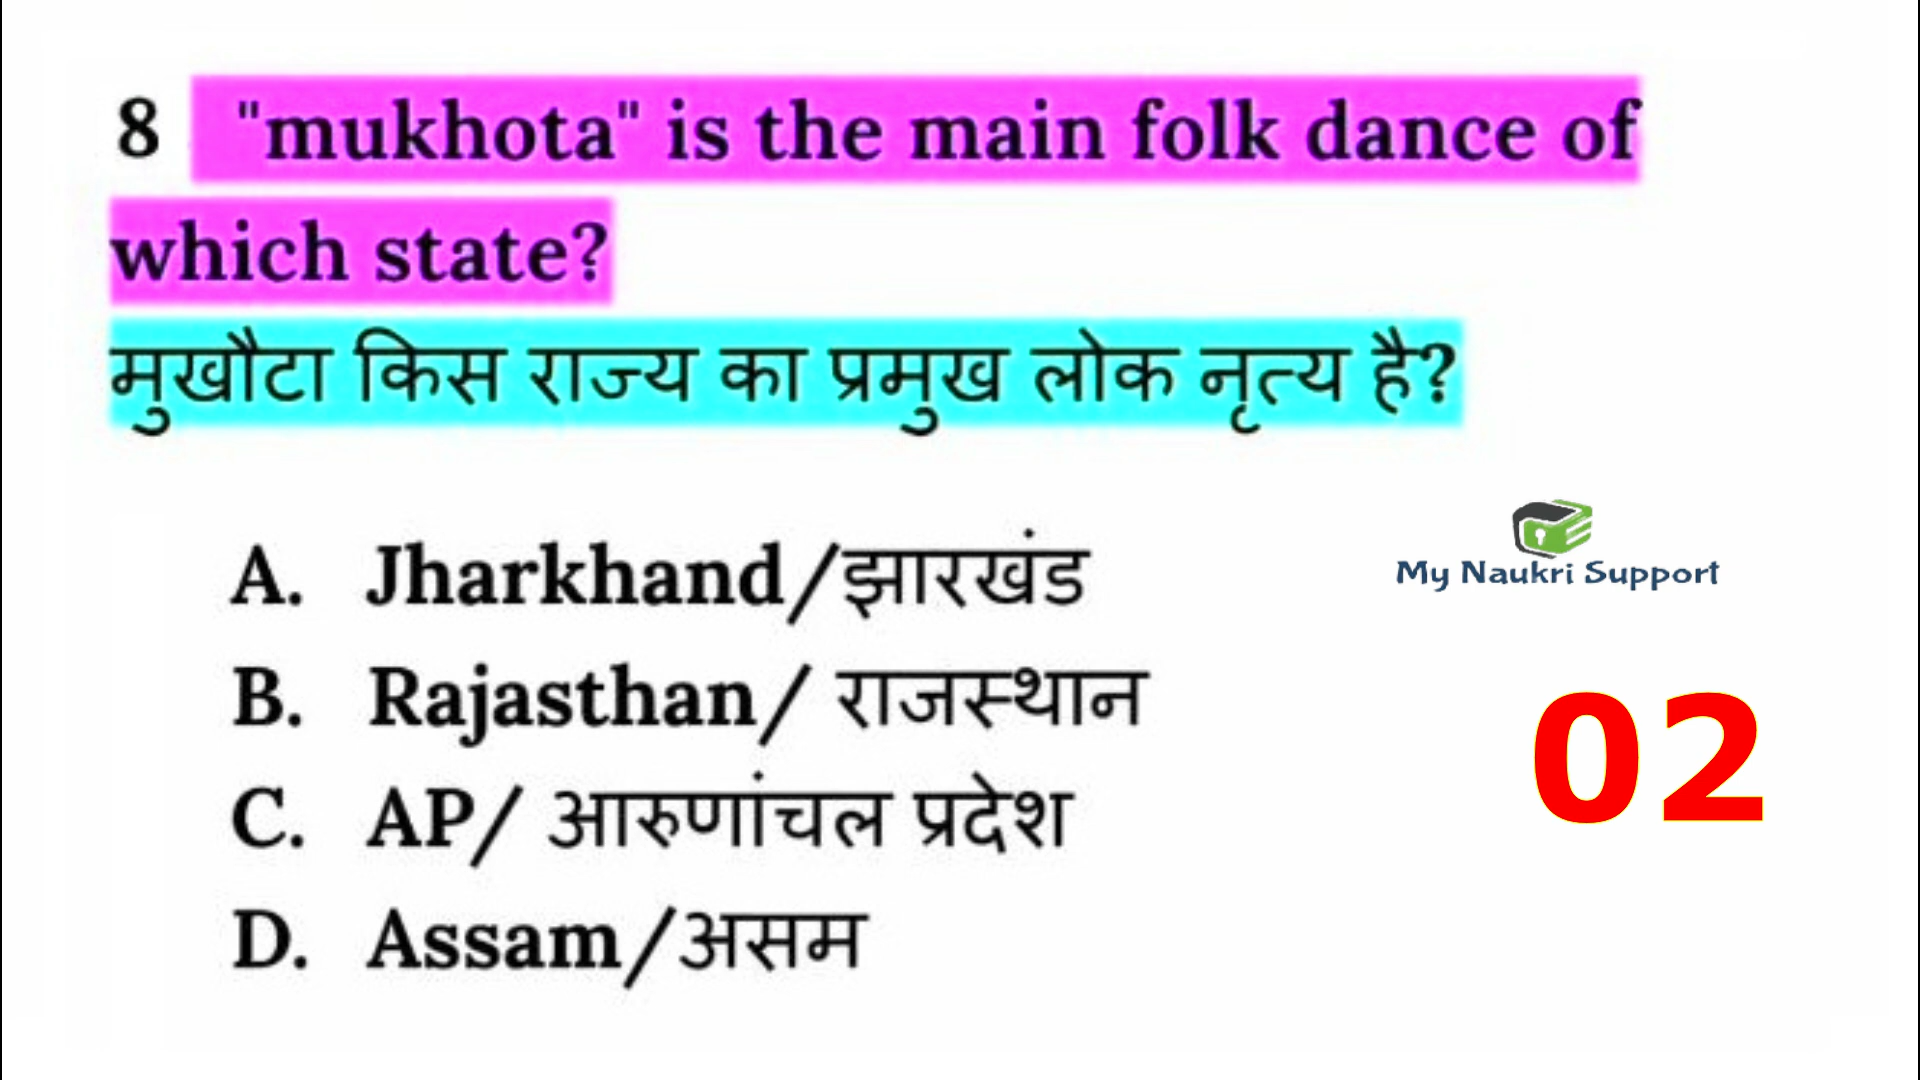 8 "mukhota" is the main folk dance of
which state?
मुखौटा किस राज्य का प्रमुख लोक नृत्य है?
A. Jharkhand/झारखंड
B. Rajasthan/ राजस्थान
C. AP/ आरुणांचल प्रदेश
D. Assam/असम
My Naukri Support
02